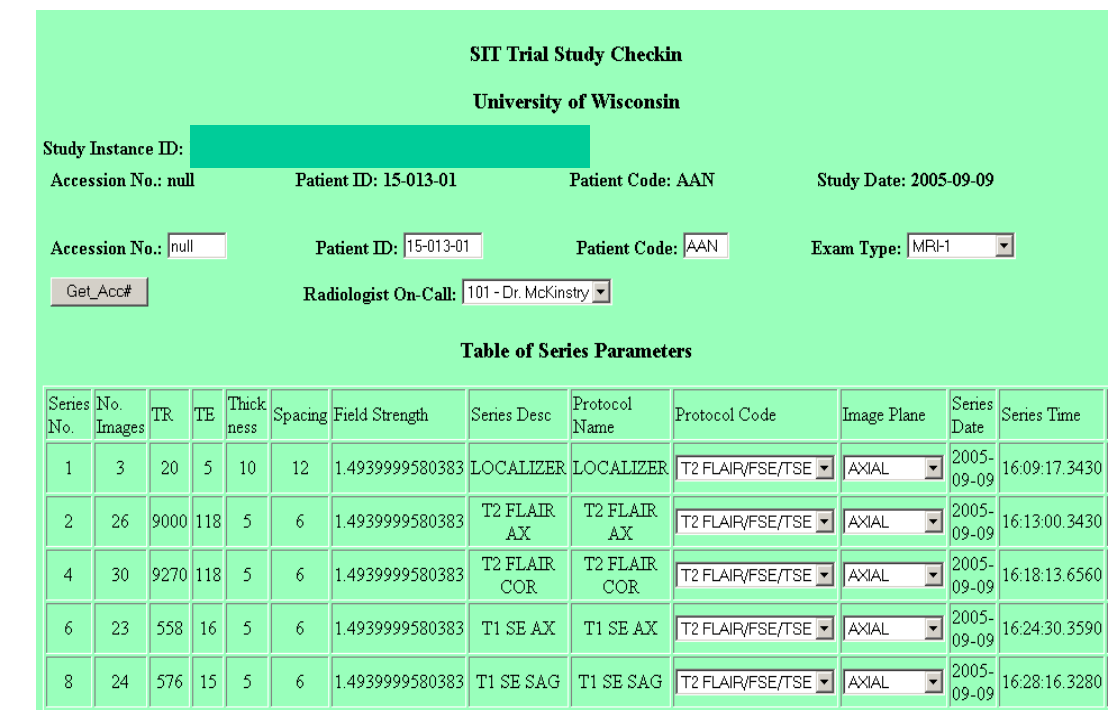 SIT Trial Study Checkin
University of Wisconsin
Study Instance ID:
Accession No.: null Patient ID: 15-013-01 Patient Code: AAN Study Date: 2005-09-09
Accession No.: null Patient ID: 15-013-01 Patient Code: AAN Exam Type: MRI-1
Get_Acc# Radiologist On-Call: 101 - Dr. McKinstry
Table of Series Parameters
Series No. No. Images TR TE Thick ness Spacing Field Strength Series Desc Protocol Name Protocol Code Image Plane Series Date Series Time
1 3 20 5 10 12 1.4939999580383 LOCALIZER LOCALIZER T2 FLAIR/FSE/TSE AXIAL 2005-09-09 16:09:17.3430
2 26 9000 118 5 6 1.4939999580383 T2 FLAIR AX T2 FLAIR AX T2 FLAIR/FSE/TSE AXIAL 2005-09-09 16:13:00.3430
4 30 9270 118 5 6 1.4939999580383 T2 FLAIR COR T2 FLAIR COR T2 FLAIR/FSE/TSE AXIAL 2005-09-09 16:18:13.6560
6 23 558 16 5 6 1.4939999580383 T1 SE AX T1 SE AX T2 FLAIR/FSE/TSE AXIAL 2005-09-09 16:24:30.3590
8 24 576 15 5 6 1.4939999580383 T1 SE SAG T1 SE SAG T2 FLAIR/FSE/TSE AXIAL 2005-09-09 16:28:16.3280